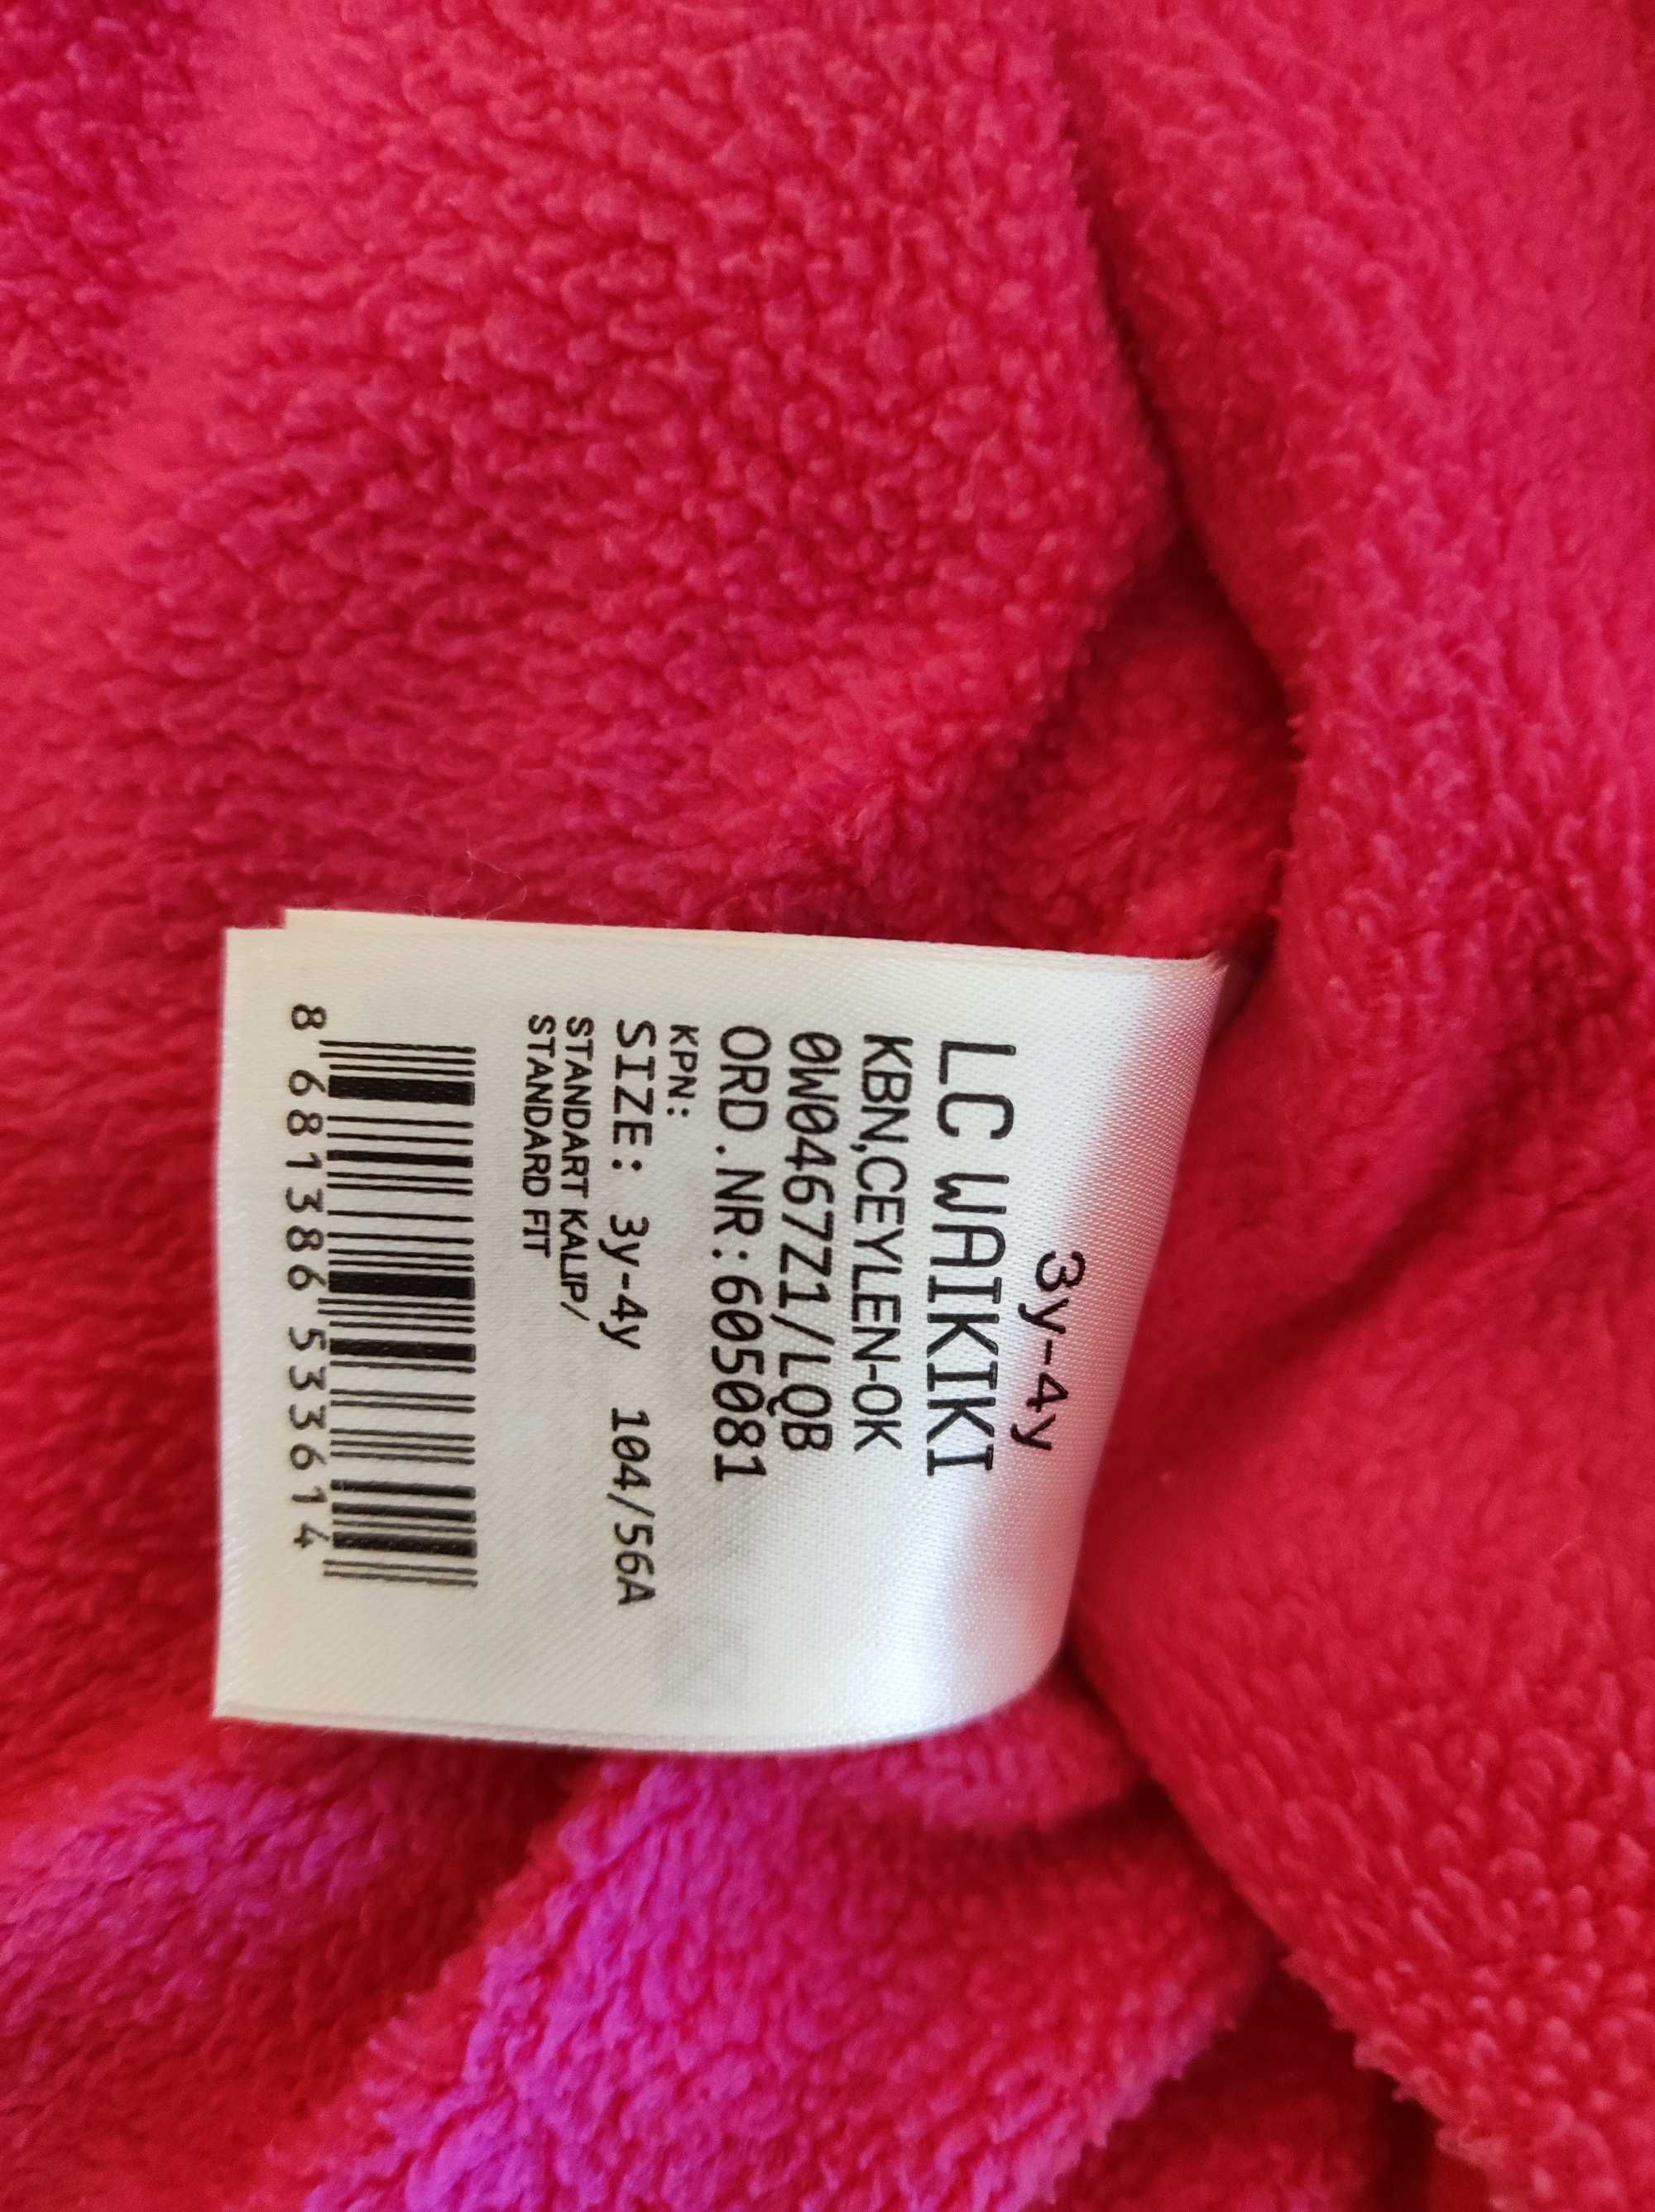 3y-4y
LC WAIKIKI
KBN,CEYLEN-OK
0W0467Z1/LQB
ORD.NR:6055081
KPN:
SIZE: 3y-4y 104/56A
STANDART KALIP/
STANDARD FIT
8 681386 533614